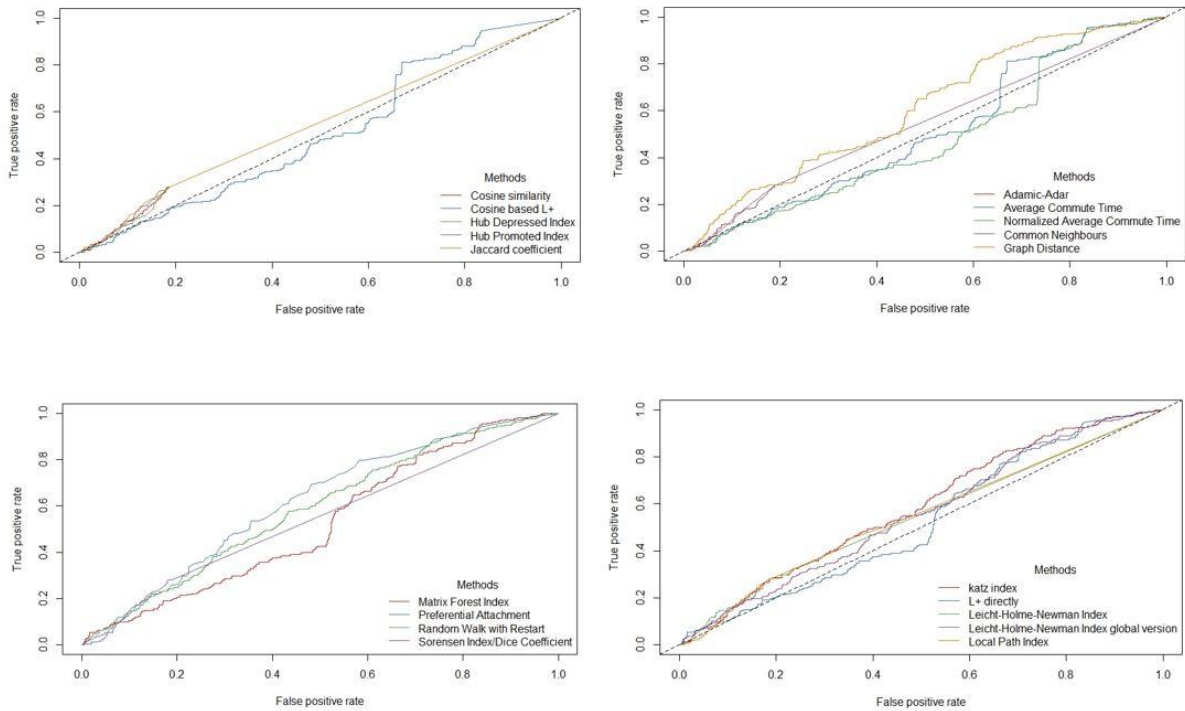 1.0
0.8
0.6
0.4
0.2
0.0
True positive rate
Methods
Cosine similarity
Cosine based L+
Hub Depressed Index
Hub Promoted Index
Jaccard coefficient
0.0 0.2 0.4 0.6 0.8 1.0
False positive rate
1.0
0.8
0.6
0.4
0.2
0.0
True positive rate
Methods
Adamic-Adar
Average Commute Time
Normalized Average Commute Time
Common Neighbours
Graph Distance
0.0 0.2 0.4 0.6 0.8 1.0
False positive rate
1.0
0.8
0.6
0.4
0.2
0.0
True positive rate
Methods
Matrix Forest Index
Preferential Attachment
Random Walk with Restart
Sorensen Index/Dice Coefficient
0.0 0.2 0.4 0.6 0.8 1.0
False positive rate
1.0
0.8
0.6
0.4
0.2
0.0
True positive rate
Methods
katz index
L+ directly
Leicht-Holme-Newman Index
Leicht-Holme-Newman Index global version
Local Path Index
0.0 0.2 0.4 0.6 0.8 1.0
False positive rate